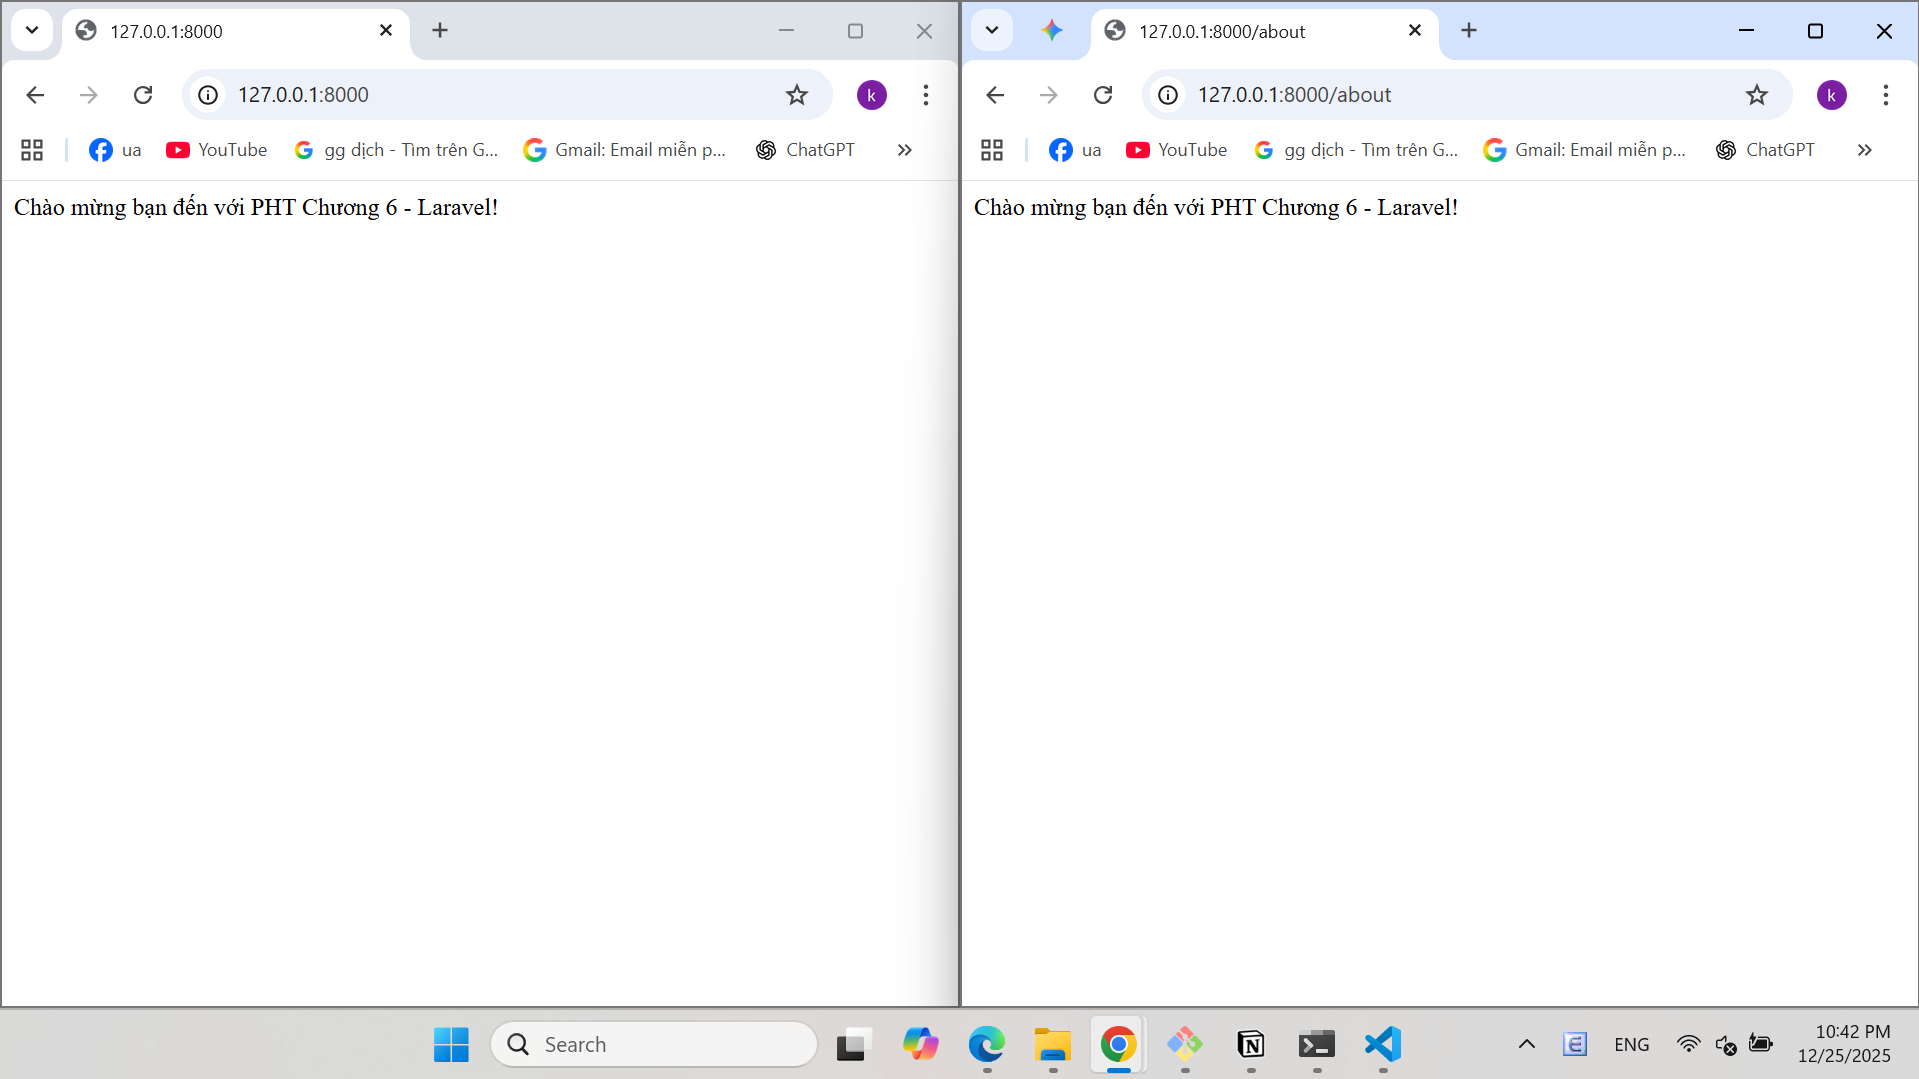 127.0.0.1:8000
127.0.0.1:8000
ua YouTube gg dịch - Tìm trên G... Gmail: Email miễn p... ChatGPT
Chào mừng bạn đến với PHT Chương 6 - Laravel!
127.0.0.1:8000/about
127.0.0.1:8000/about
k
k
ua YouTube gg dịch - Tìm trên G... Gmail: Email miễn p... ChatGPT
Chào mừng bạn đến với PHT Chương 6 - Laravel!
Search
ENG
10:42 PM
12/25/2025